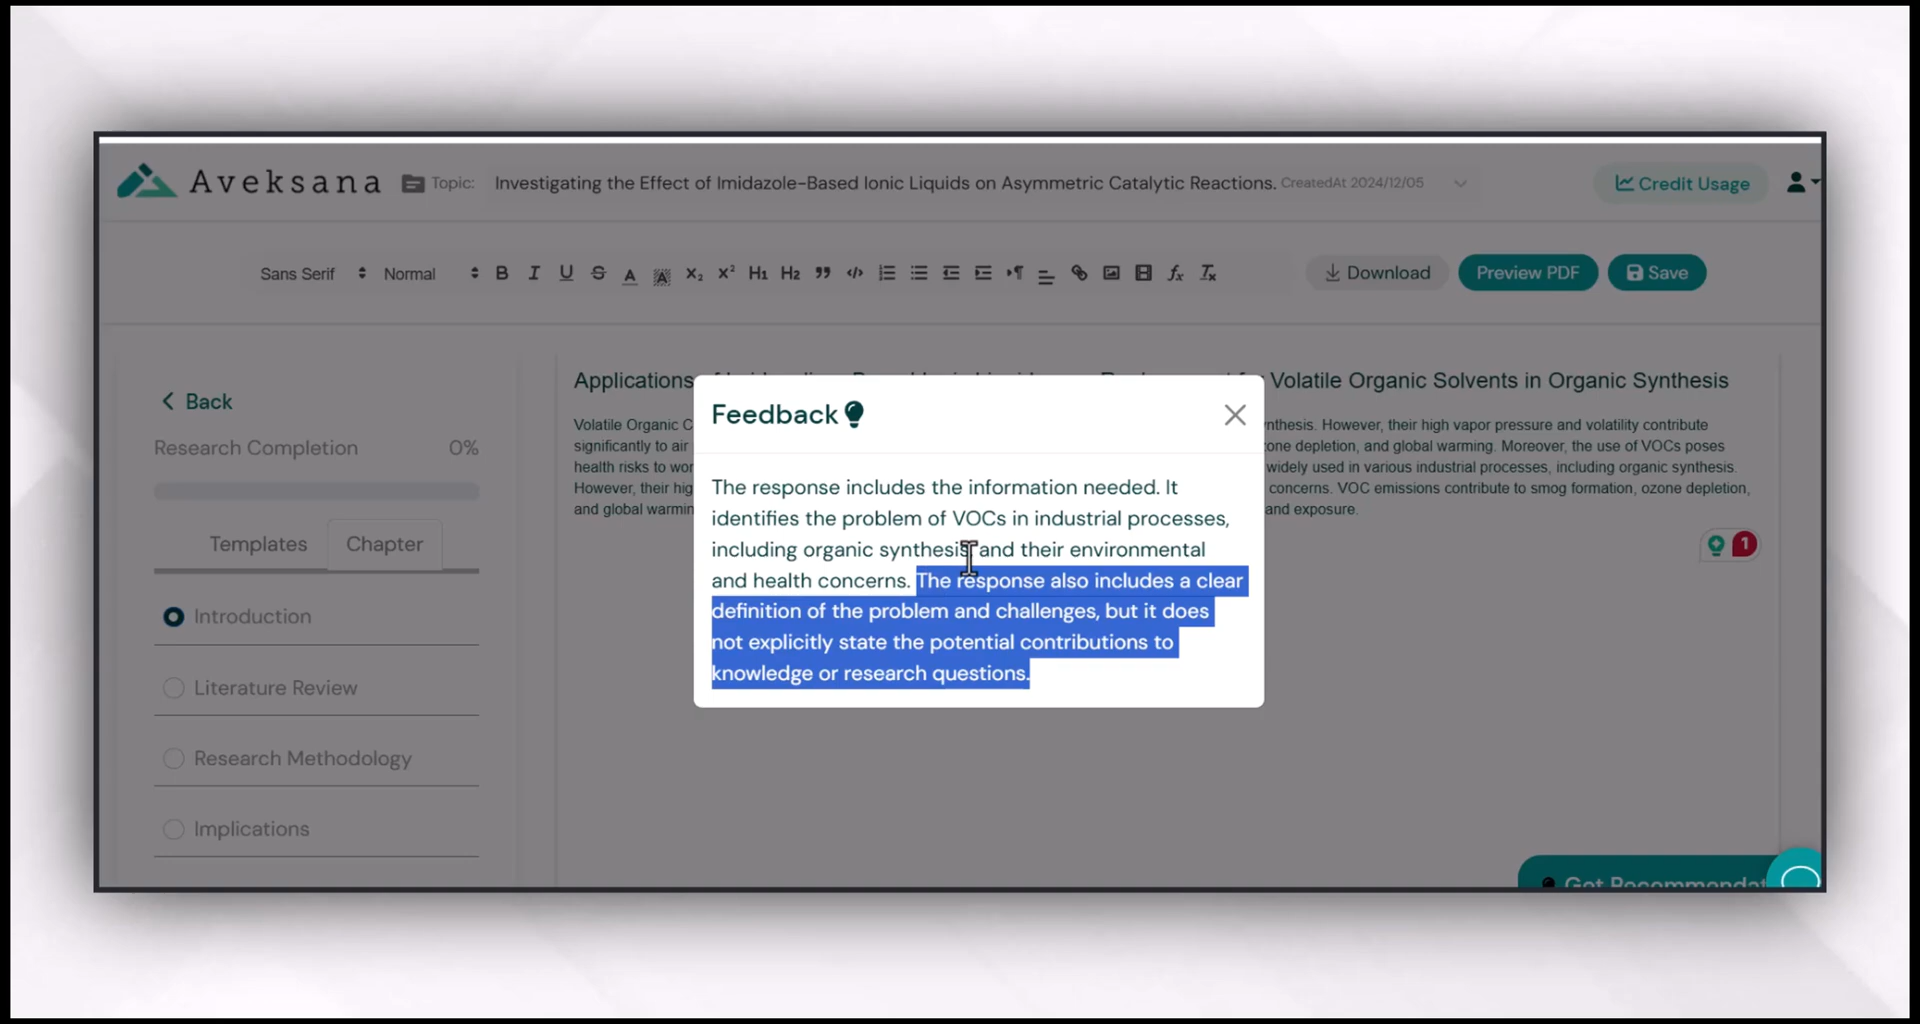 Aveksana
Topic: Investigating the Effect of Imidazole-Based Ionic Liquids on Asymmetric Catalytic Reactions. CreatedAt 2024/12/05
Credit Usage
Sans Serif Normal B I U S A A X₂ X² H1 H2 Download Preview PDF Save
Back
Research Completion 0%
Templates Chapter
Introduction
Literature Review
Research Methodology
Implications
Applications Volatile Organic Solvents in Organic Synthesis
Volatile Organic C nthesis. However, their high vapor pressure and volatility contribute
significantly to air one depletion, and global warming. Moreover, the use of VOCs poses
health risks to wor widely used in various industrial processes, including organic synthesis.
However, their hig concerns. VOC emissions contribute to smog formation, ozone depletion,
and global warmin and exposure.
1
Feedback
The response includes the information needed. It
identifies the problem of VOCs in industrial processes,
including organic synthesis, and their environmental
and health concerns. The response also includes a clear
definition of the problem and challenges, but it does
not explicitly state the potential contributions to
knowledge or research questions.
Get Recommendat